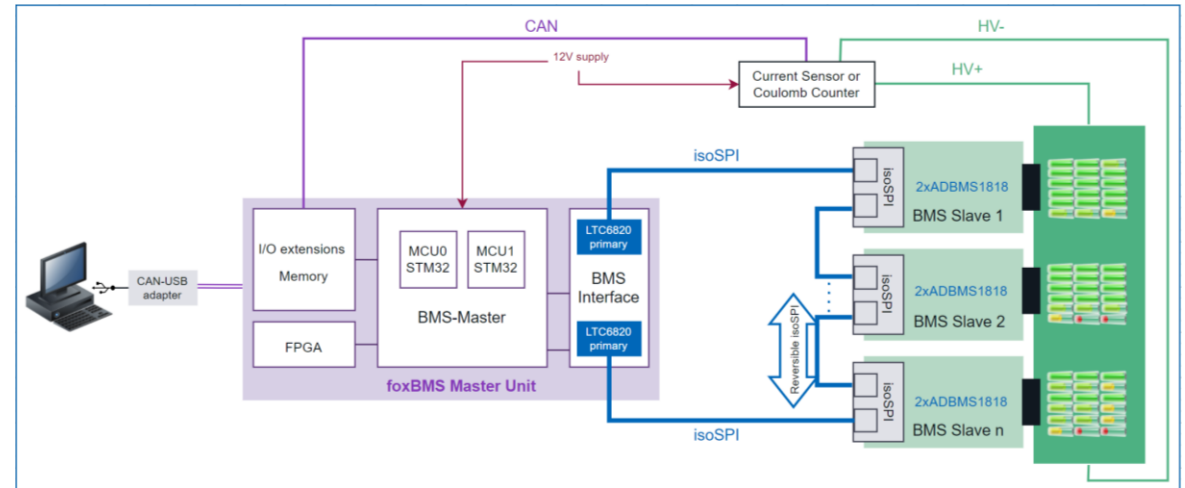 CAN
HV-
12V supply
HV+
Current Sensor or
Coulomb Counter
isoSPI
isoSPI
2xADBMS1818
BMS Slave 1
I/O extensions
Memory
MCU0
STM32
MCU1
STM32
BMS-Master
LTC6820
primary
BMS
Interface
LTC6820
primary
CAN-USB
adapter
FPGA
foxBMS Master Unit
isoSPI
2xADBMS1818
BMS Slave 2
Reversible isoSPI
isoSPI
2xADBMS1818
BMS Slave n
isoSPI